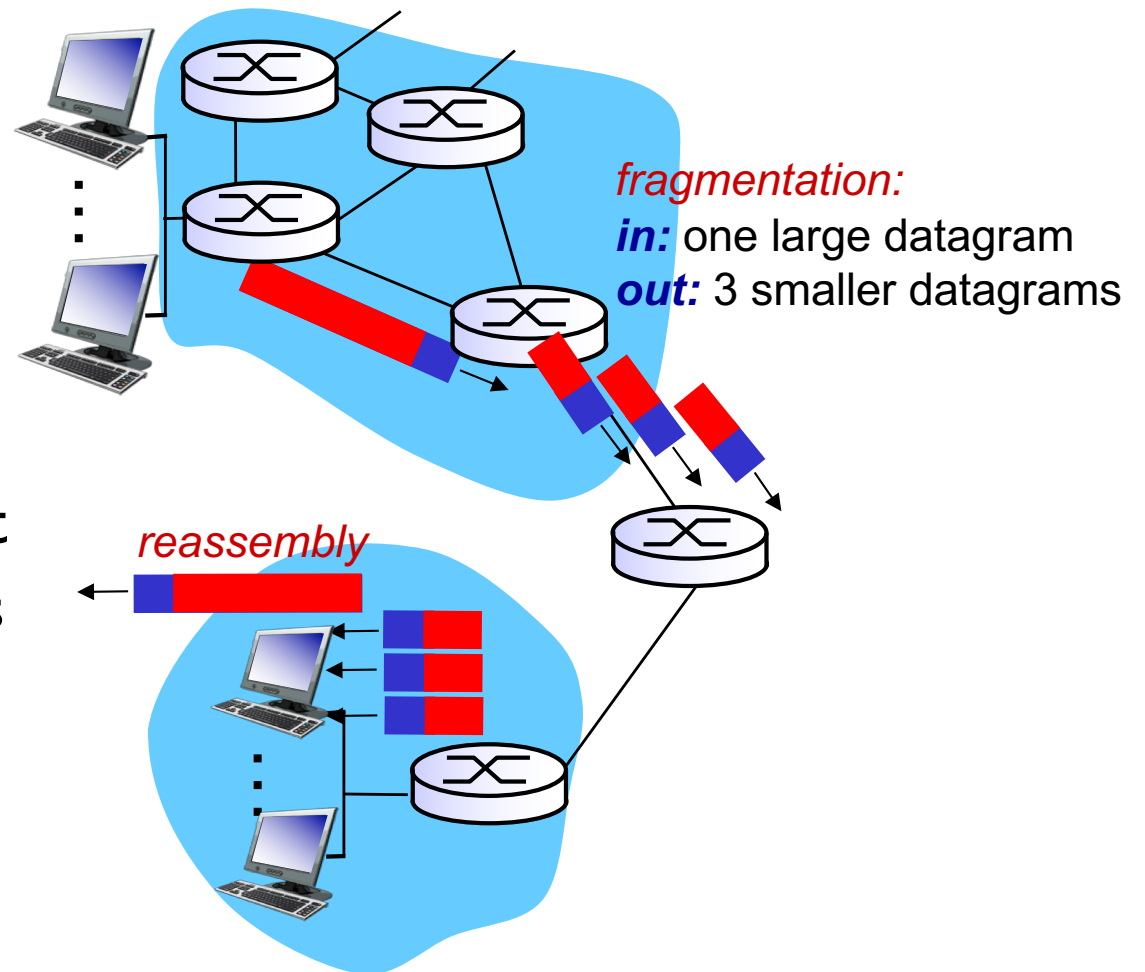 fragmentation:
in: one large datagram
out: 3 smaller datagrams
reassembly